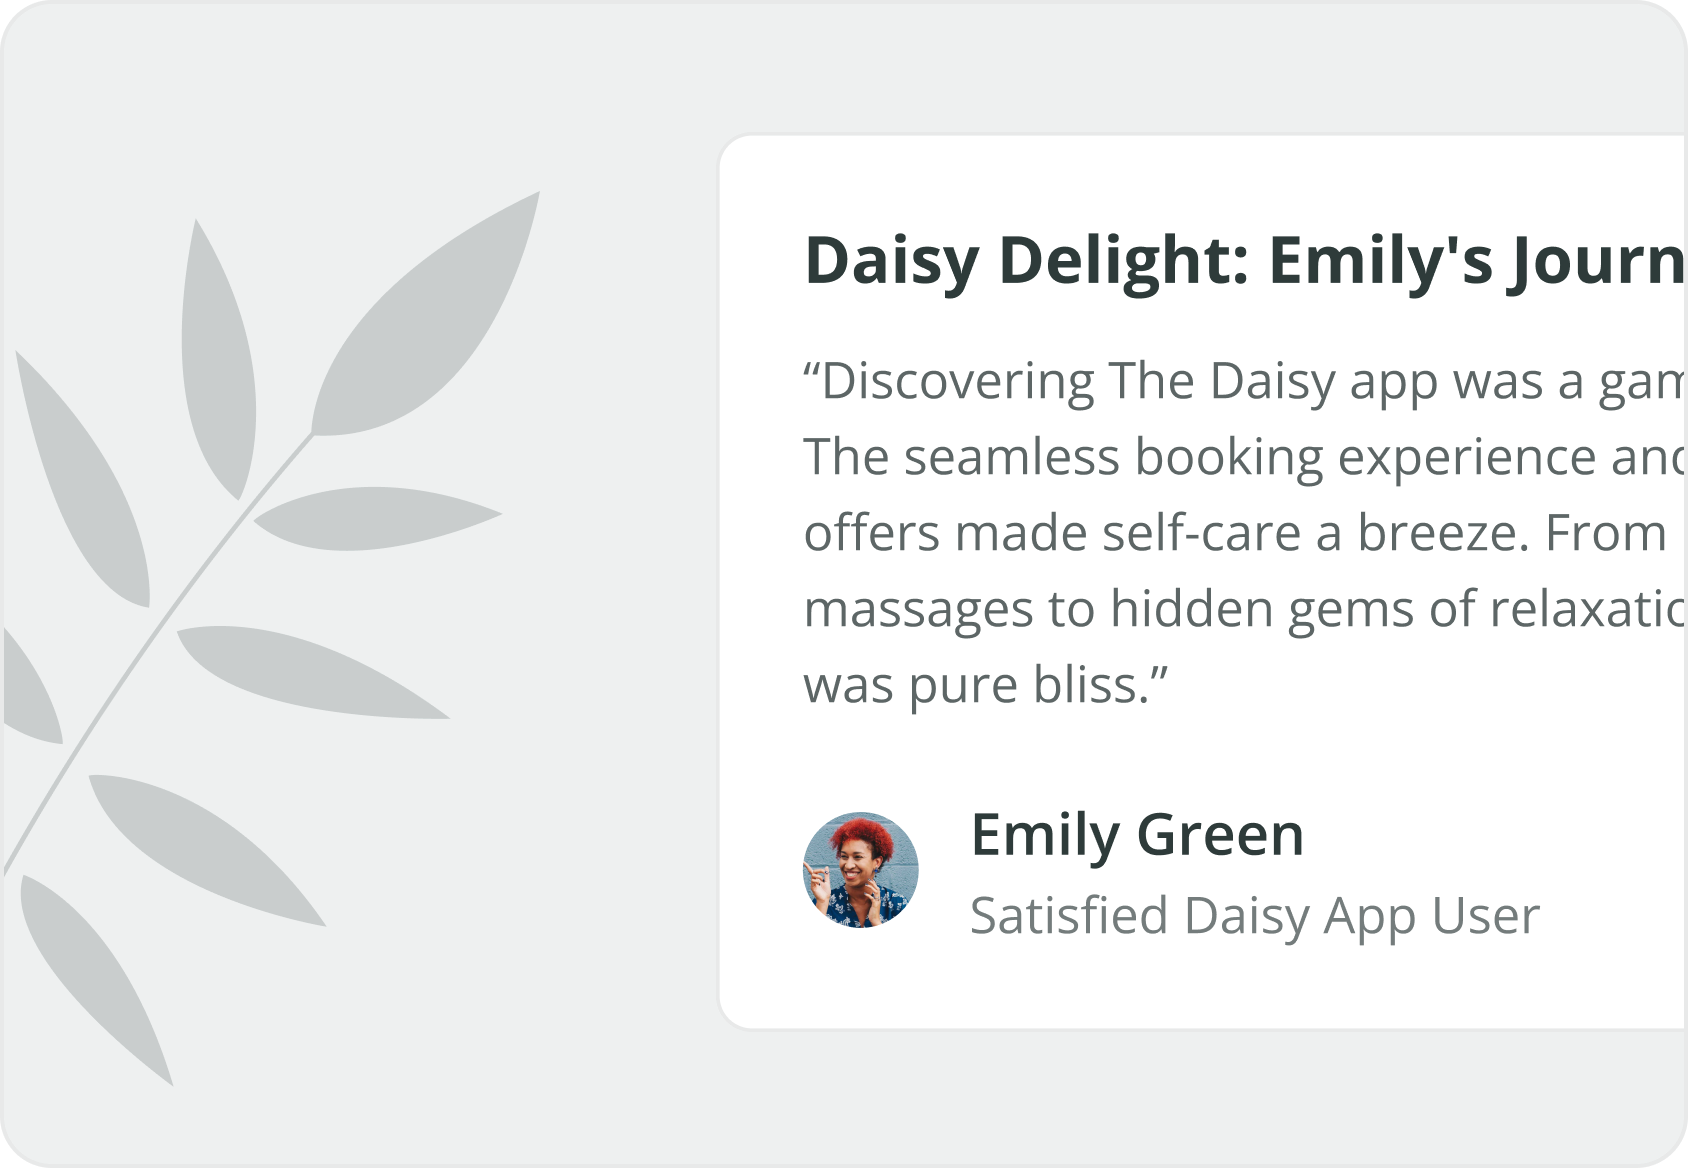 Daisy Delight: Emily's Journ
“Discovering The Daisy app was a gam
The seamless booking experience and
offers made self-care a breeze. From
massages to hidden gems of relaxatio
was pure bliss.”
Emily Green
Satisfied Daisy App User